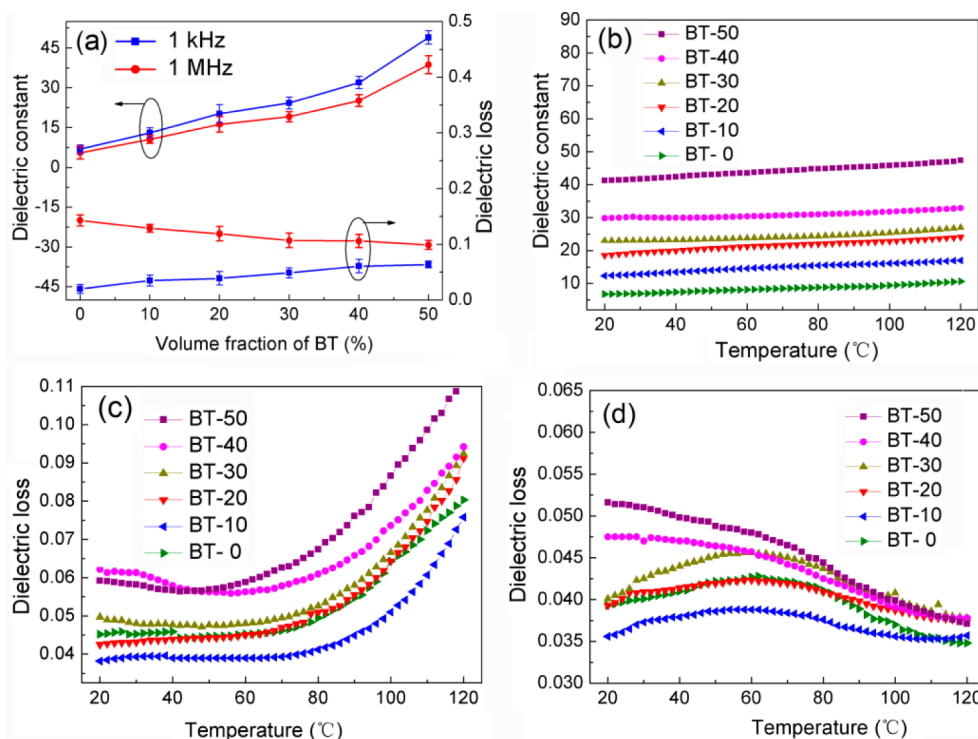 (a)
1 kHz
1 MHz
Dielectric constant
45
30
15
0
-15
-30
-45
0.5
0.4
0.3
0.2
0.1
0.0
Dielectric loss
0 10 20 30 40 50
Volume fraction of BT (%)
(b)
BT-50
BT-40
BT-30
BT-20
BT-10
BT- 0
Dielectric constant
90
80
70
60
50
40
30
20
10
20 40 60 80 100 120
Temperature (℃)
(c)
BT-50
BT-40
BT-30
BT-20
BT-10
BT- 0
Dielectric loss
0.11
0.10
0.09
0.08
0.07
0.06
0.05
0.04
20 40 60 80 100 120
Temperature (℃)
(d)
BT-50
BT-40
BT-30
BT-20
BT-10
BT- 0
Dielectric loss
0.065
0.060
0.055
0.050
0.045
0.040
0.035
0.030
20 40 60 80 100 120
Temperature (℃)